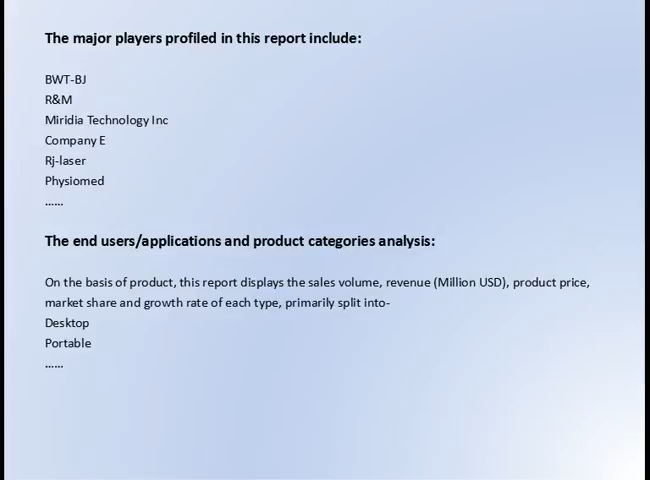 The major players profiled in this report include:
BWT-BJ
R&M
Miridia Technology Inc
Company E
Rj-laser
Physiomed
……
The end users/applications and product categories analysis:
On the basis of product, this report displays the sales volume, revenue (Million USD), product price,
market share and growth rate of each type, primarily split into-
Desktop
Portable
……